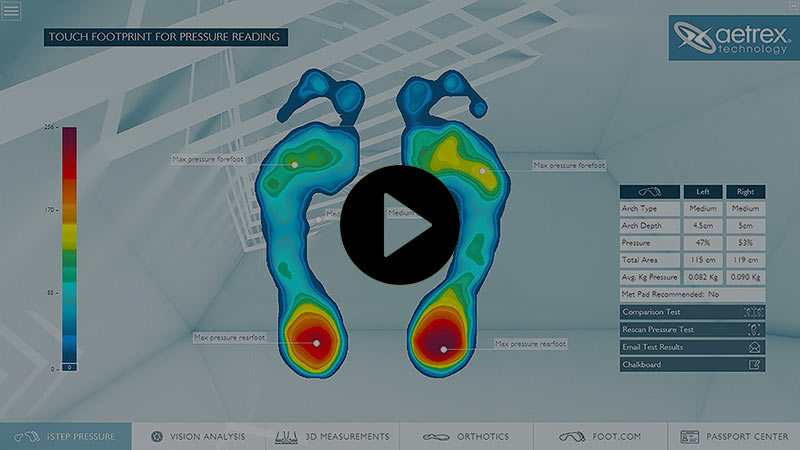 TOUCH FOOTPRINT FOR PRESSURE READING
aetrex
technology
256
170
85
0
0
Max pressure forefoot
Max pressure forefoot
Medium
Max pressure rearfoot
Max pressure rearfoot
Left Right
Arch Type Medium Medium
Arch Depth 4.5cm 5cm
Pressure 47% 53%
Total Area 115 cm 119 cm
Avg. Kg Pressure 0.082 Kg 0.090 Kg
Met Pad Recommended: No
Comparison Test
Rescan Pressure Test
Email Test Results
Chalkboard
iSTEP PRESSURE VISION ANALYSIS 3D MEASUREMENTS ORTHOTICS FOOT.COM PASSPORT CENTER